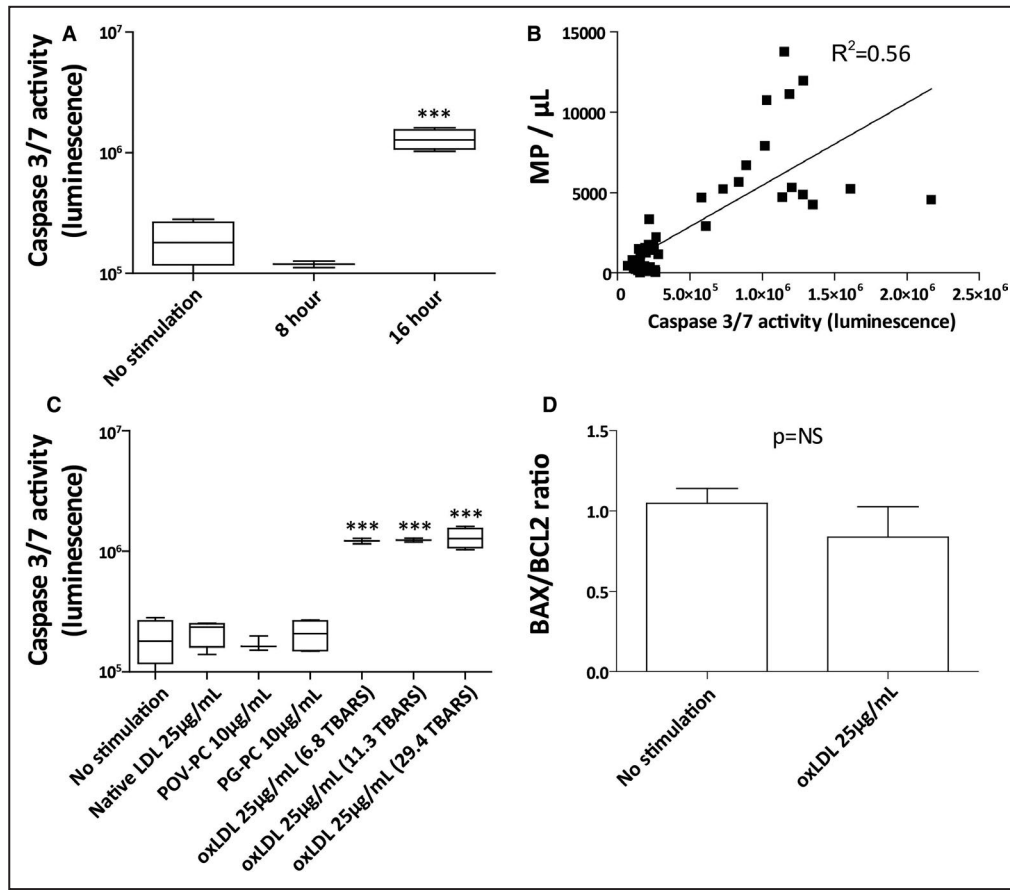 A
Caspase 3/7 activity
(luminescence)
10⁷
10⁶
10⁵
***
No stimulation
8 hour
16 hour
B
MP / µL
15000
10000
5000
0
R²=0.56
0
5.0×10⁵
1.0×10⁶
1.5×10⁶
2.0×10⁶
2.5×10⁶
Caspase 3/7 activity (luminescence)
C
Caspase 3/7 activity
(luminescence)
10⁷
10⁶
10⁵
***
***
***
No stimulation
Native LDL 25µg/mL
POV-PC 10µg/mL
PG-PC 10µg/mL
oxLDL 25µg/mL (6.8 TBARS)
oxLDL 25µg/mL (11.3 TBARS)
oxLDL 25µg/mL (29.4 TBARS)
D
BAX/BCL2 ratio
1.5
1.0
0.5
0.0
p=NS
No stimulation
oxLDL 25µg/mL